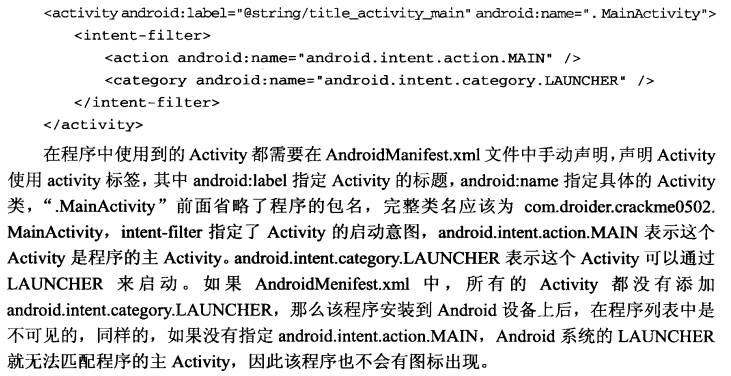 <activity android:label="@string/title_activity_main" android:name=". MainActivity">
<intent-filter>
<action android:name="android.intent.action.MAIN" />
<category android:name="android.intent.category.LAUNCHER" />
</intent-filter>
</activity>
在程序中使用到的 Activity 都需要在 AndroidManifest.xml 文件中手动声明，声明 Activity
使用 activity 标签，其中 android:label 指定 Activity 的标题，android:name 指定具体的 Activity
类，“.MainActivity”前面省略了程序的包名，完整类名应该为 com.droider.crackme0502.
MainActivity，intent-filter 指定了 Activity 的启动意图，android.intent.action.MAIN 表示这个
Activity 是程序的主 Activity。android.intent.category.LAUNCHER 表示这个 Activity 可以通过
LAUNCHER 来启动。如果 AndroidMenifest.xml 中，所有的 Activity 都没有添加
android.intent.category.LAUNCHER，那么该程序安装到 Android 设备上后，在程序列表中是
不可见的，同样的，如果没有指定 android.intent.action.MAIN，Android 系统的 LAUNCHER
就无法匹配程序的主 Activity，因此该程序也不会有图标出现。